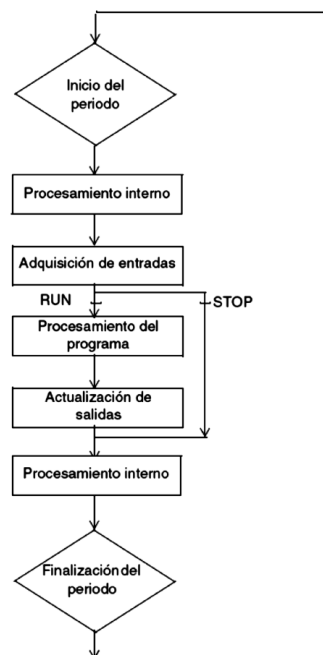 Inicio del
periodo
Procesamiento interno
Adquisición de entradas
RUN
STOP
Procesamiento del
programa
Actualización de
salidas
Procesamiento interno
Finalización del
periodo